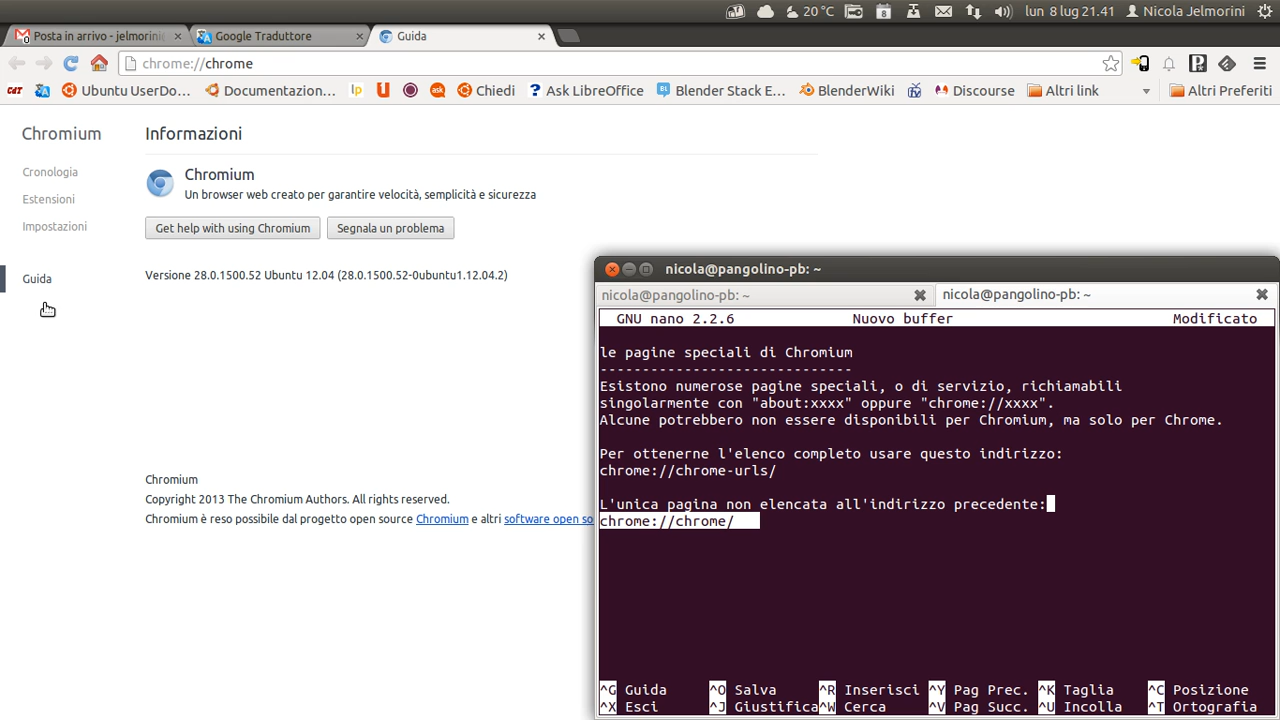 20 °C
8
lun 8 lug 21.41
Nicola Jelmorini
Posta in arrivo - jelmorini
Google Traduttore
Guida
chrome://chrome
CdT
Ubuntu UserDo...
Documentazion...
lp
U
ask
Chiedi
?
Ask LibreOffice
BL
Blender Stack E...
BlenderWiki
Discourse
Altri link
Altri Preferiti
Chromium
Cronologia
Estensioni
Impostazioni
Guida
Informazioni
Chromium
Un browser web creato per garantire velocità, semplicità e sicurezza
Get help with using Chromium
Segnala un problema
Versione 28.0.1500.52 Ubuntu 12.04 (28.0.1500.52-0ubuntu1.12.04.2)
Chromium
Copyright 2013 The Chromium Authors. All rights reserved.
Chromium è reso possibile dal progetto open source Chromium e altri software open so
nicola@pangolino-pb: ~
nicola@pangolino-pb: ~
nicola@pangolino-pb: ~
GNU nano 2.2.6 Nuovo buffer Modificato
le pagine speciali di Chromium
------------------------------
Esistono numerose pagine speciali, o di servizio, richiamabili
singolarmente con "about:xxxx" oppure "chrome://xxxx".
Alcune potrebbero non essere disponibili per Chromium, ma solo per Chrome.
Per ottenerne l'elenco completo usare questo indirizzo:
chrome://chrome-urls/
L'unica pagina non elencata all'indirizzo precedente:
chrome://chrome/
^G Guida ^O Salva ^R Inserisci ^Y Pag Prec. ^K Taglia ^C Posizione
^X Esci ^J Giustifica ^W Cerca ^V Pag Succ. ^U Incolla ^T Ortografia